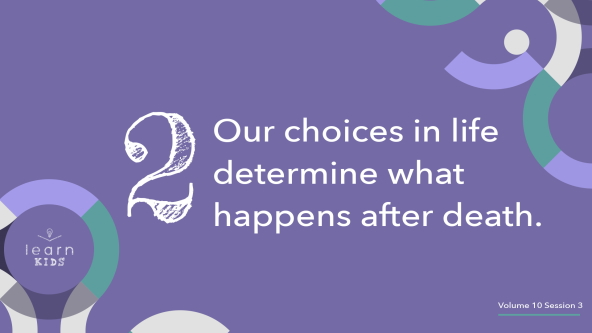 2
Our choices in life
determine what
happens after death.
learn
KIDS
Volume 10 Session 3